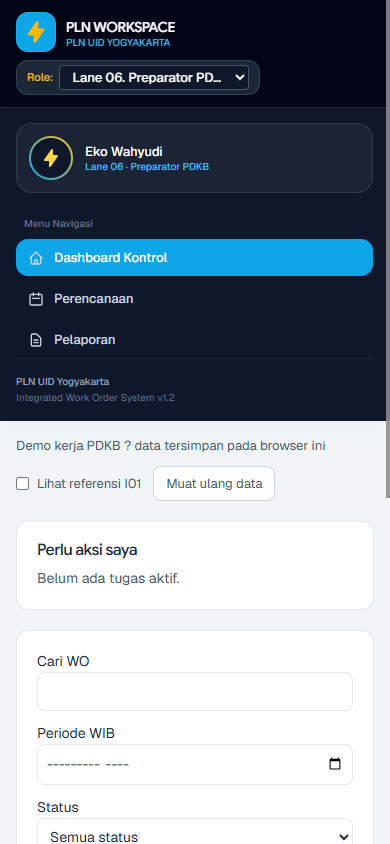 PLN WORKSPACE
PLN UID YOGYAKARTA
Role: Lane 06. Preparator PD...
Eko Wahyudi
Lane 06 · Preparator PDKB
Menu Navigasi
Dashboard Kontrol
Perencanaan
Pelaporan
PLN UID Yogyakarta
Integrated Work Order System v1.2
Demo kerja PDKB ? data tersimpan pada browser ini
Lihat referensi I01
Muat ulang data
Perlu aksi saya
Belum ada tugas aktif.
Cari WO
Periode WIB
--------- ----
Status
Semua status